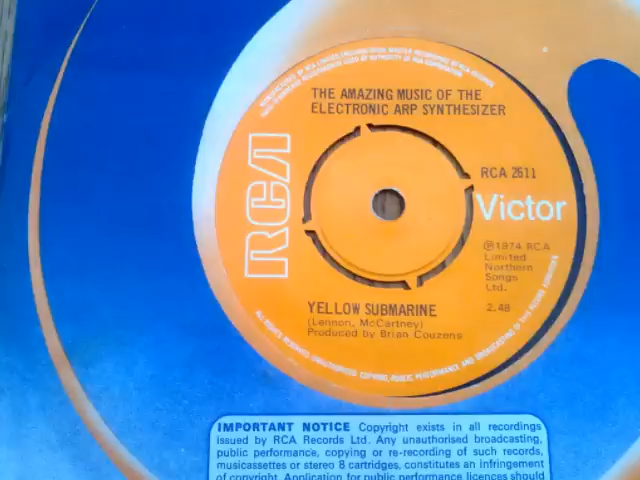 THE AMAZING MUSIC OF THE
ELECTRONIC ARP SYNTHESIZER
RCA
RCA 2611
Victor
℗1974 RCA
Limited
Northern
Songs
Ltd.
YELLOW SUBMARINE
2.48
(Lennon, McCartney)
Produced by Brian Couzens
IMPORTANT NOTICE Copyright exists in all recordings
issued by RCA Records Ltd. Any unauthorised broadcasting,
public performance, copying or re-recording of such records,
musicassettes or stereo 8 cartridges, constitutes an infringement
of copyright. Application for public performance licences should